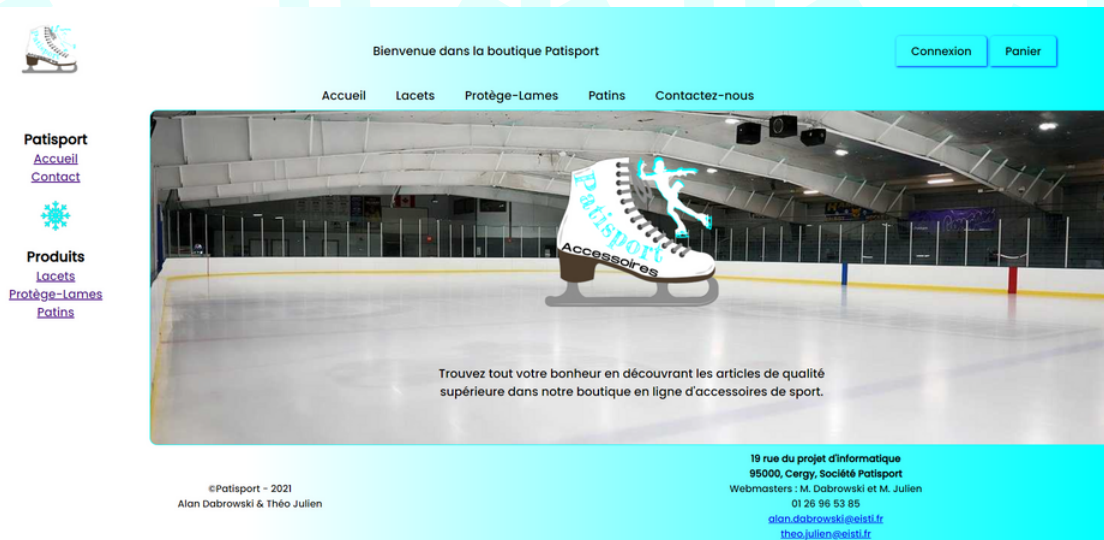 Bienvenue dans la boutique Patisport
Connexion
Panier
Accueil
Lacets
Protège-Lames
Patins
Contactez-nous
Patisport
Accueil
Contact
Produits
Lacets
Protège-Lames
Patins
Patisport
Accessoires
Trouvez tout votre bonheur en découvrant les articles de qualité
supérieure dans notre boutique en ligne d'accessoires de sport.
©Patisport - 2021
Alan Dabrowski & Théo Julien
19 rue du projet d'informatique
95000, Cergy, Société Patisport
Webmasters : M. Dabrowski et M. Julien
01 26 96 53 85
alan.dabrowski@eisti.fr
theo.julien@eisti.fr